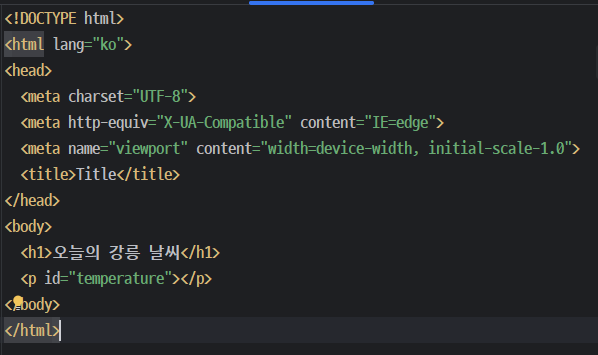 <!DOCTYPE html>
<html lang="ko">
<head>
<meta charset="UTF-8">
<meta http-equiv="X-UA-Compatible" content="IE=edge">
<meta name="viewport" content="width=device-width, initial-scale-1.0">
<title>Title</title>
</head>
<body>
<h1>오늘의 강릉 날씨</h1>
<p id="temperature"></p>
</body>
</html>